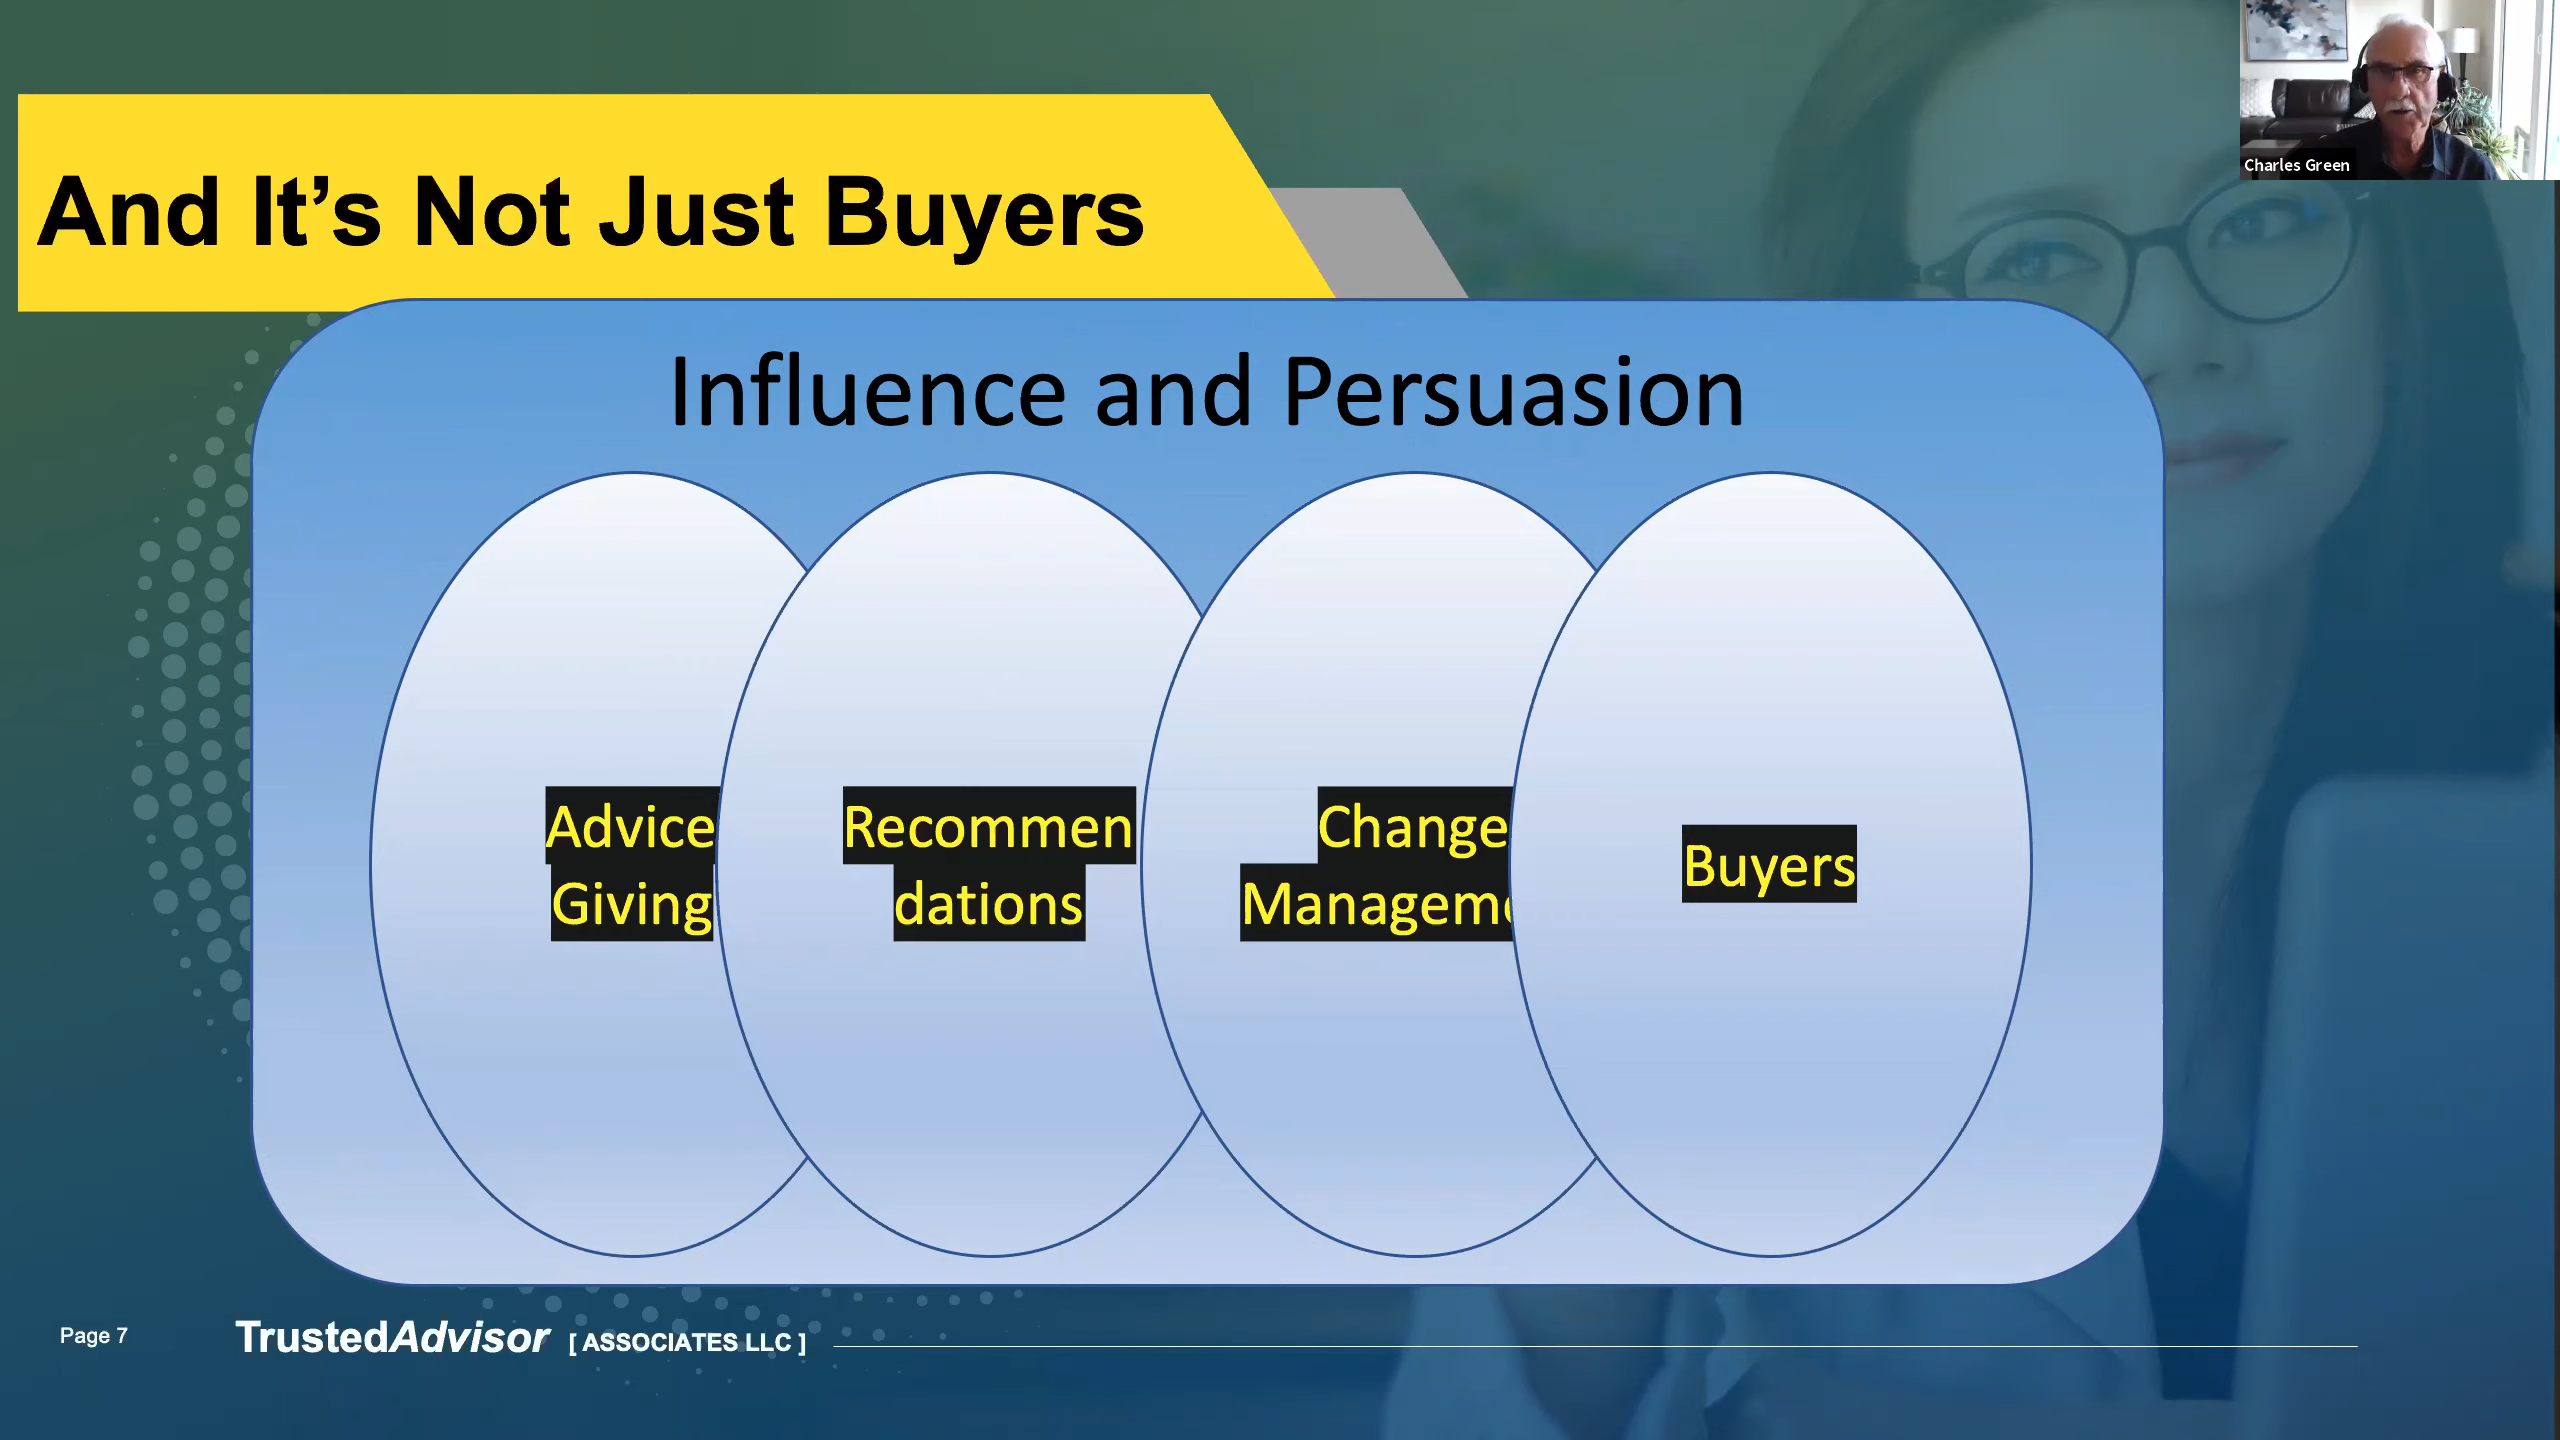 Charles Green
And It’s Not Just Buyers
Influence and Persuasion
Advice
Giving
Recommen
dations
Change
Managem
Buyers
Page 7
TrustedAdvisor [ ASSOCIATES LLC ]